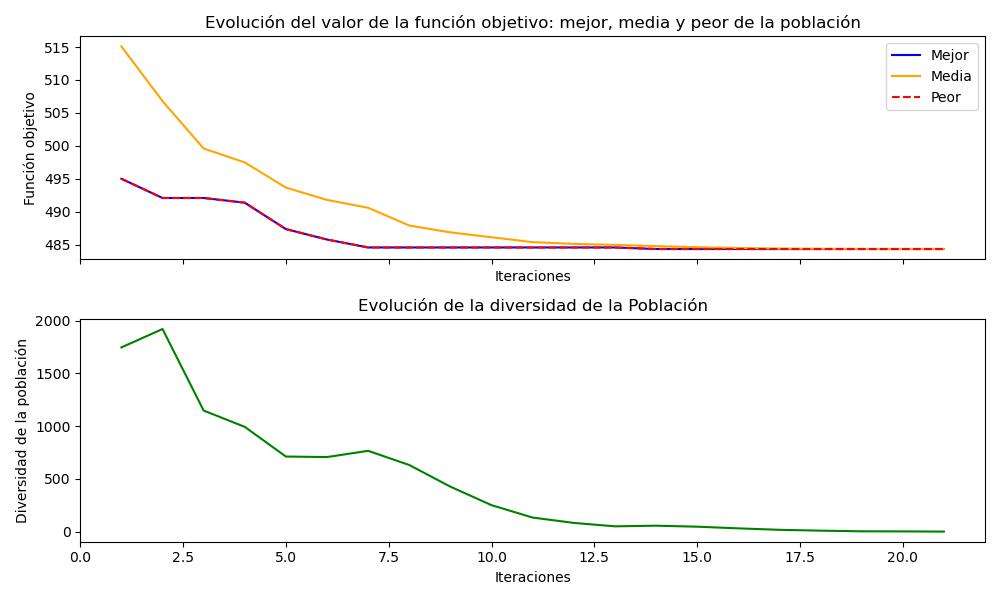 Evolución del valor de la función objetivo: mejor, media y peor de la población
Función objetivo
515
510
505
500
495
490
485
Mejor
Media
Peor
Iteraciones
Evolución de la diversidad de la Población
Diversidad de la población
2000
1500
1000
500
0
0.0 2.5 5.0 7.5 10.0 12.5 15.0 17.5 20.0
Iteraciones